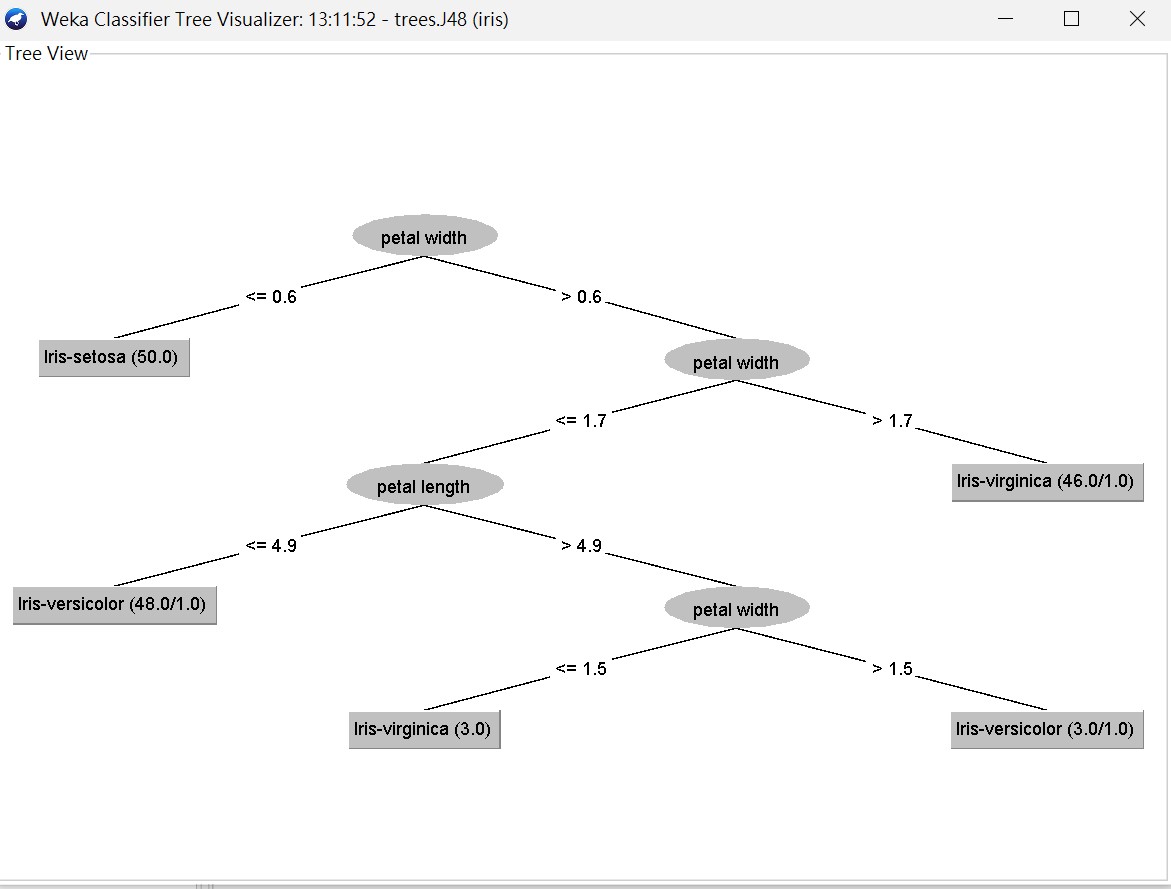 Weka Classifier Tree Visualizer: 13:11:52 - trees.J48 (iris)
Tree View
petal width
<= 0.6
> 0.6
Iris-setosa (50.0)
petal width
<= 1.7
> 1.7
petal length
Iris-virginica (46.0/1.0)
<= 4.9
> 4.9
Iris-versicolor (48.0/1.0)
petal width
<= 1.5
> 1.5
Iris-virginica (3.0)
Iris-versicolor (3.0/1.0)